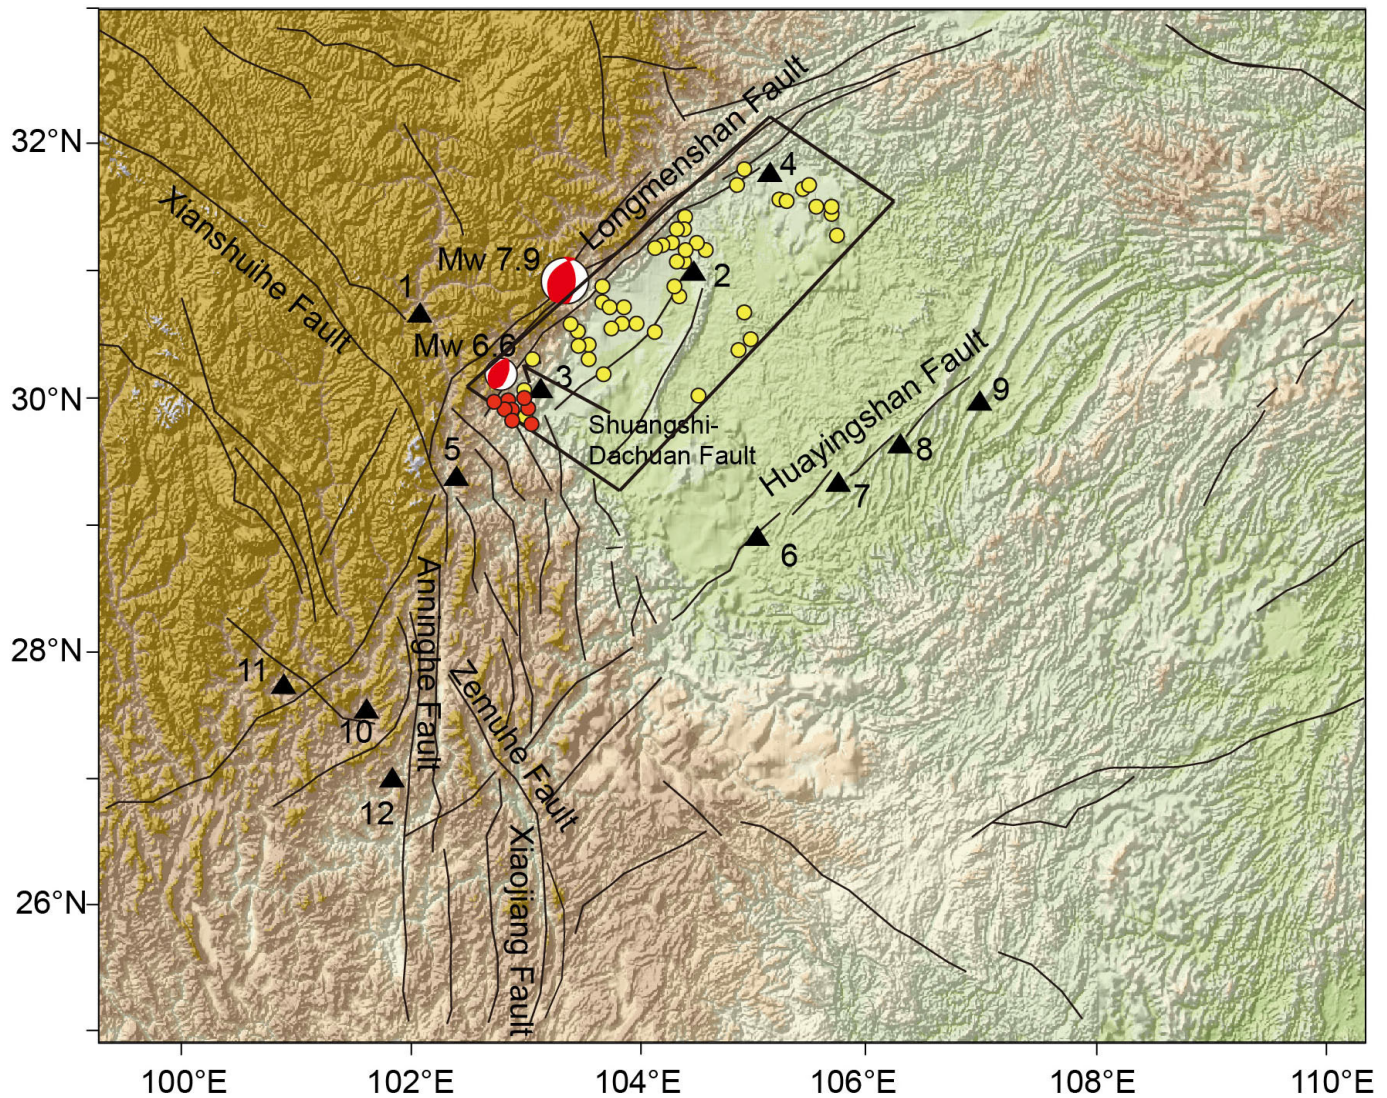 32°N
30°N
28°N
26°N
100°E
102°E
104°E
106°E
108°E
110°E
Longmenshan Fault
Xianshuihe Fault
Mw 7.9
Mw 6.6
1
2
3
4
5
Shuangshi-
Dachuan Fault
Huayingshan Fault
6
7
8
9
Anninghe Fault
Zemuhe Fault
Xiaojiang Fault
10
11
12